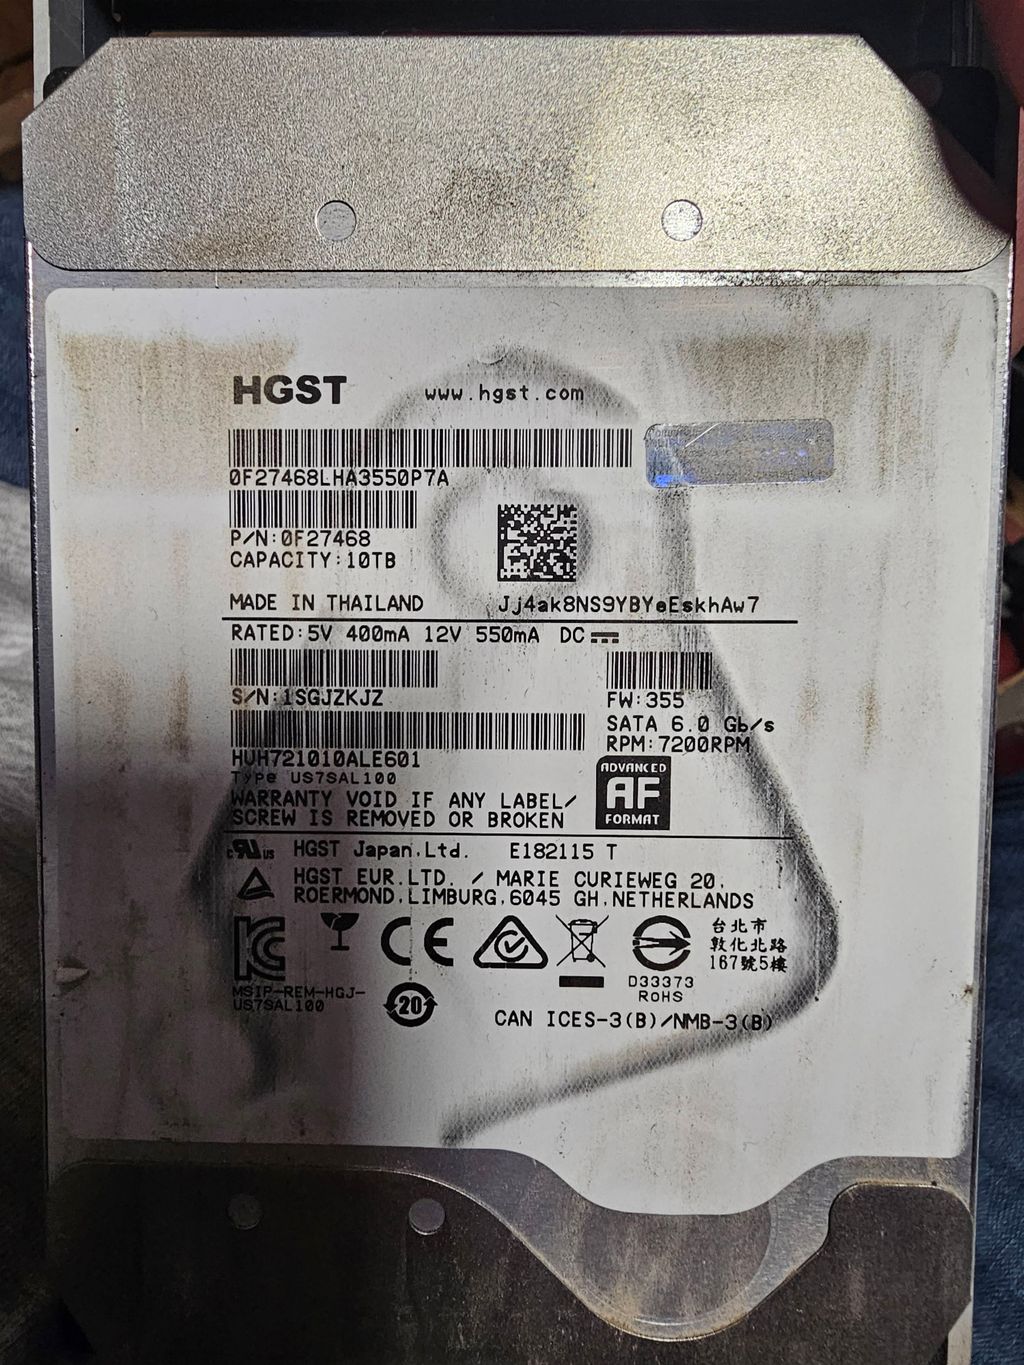 HGST www.hgst.com
0F27468LHA3550P7A
P/N:0F27468
CAPACITY:10TB
MADE IN THAILAND Jj4ak8NS9YBYeEskhAw7
RATED:5V 400mA 12V 550mA DC
S/N:1SGJZKJZ
FW:355
SATA 6.0 Gb/s
RPM:7200RPM
HUH721010ALE601
Type US7SAL100
WARRANTY VOID IF ANY LABEL/
SCREW IS REMOVED OR BROKEN
ADVANCED
AF
FORMAT
c RU US HGST Japan,Ltd. E182115 T
HGST EUR.LTD. / MARIE CURIEWEG 20,
ROERMOND,LIMBURG,6045 GH,NETHERLANDS
KC
CE
台北市
敦化北路
167號5樓
D33373
RoHS
MSIP-REM-HGJ-
US7SAL100
20
CAN ICES-3(B)/NMB-3(B)